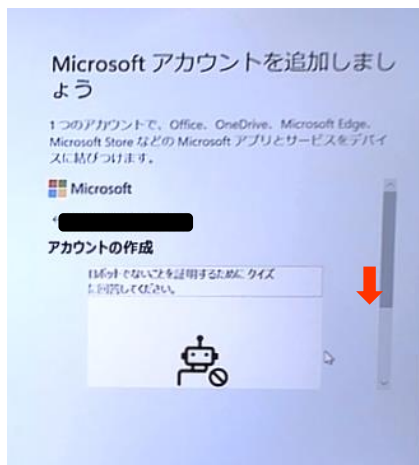 Microsoft アカウントを追加しまし
ょう
1 つのアカウントで、Office、OneDrive、Microsoft Edge、
Microsoft Store などの Microsoft アプリとサービスをデバイ
スに結びつけます。
Microsoft
アカウントの作成
ロボットでないことを証明するために クイズ
に回答してください。